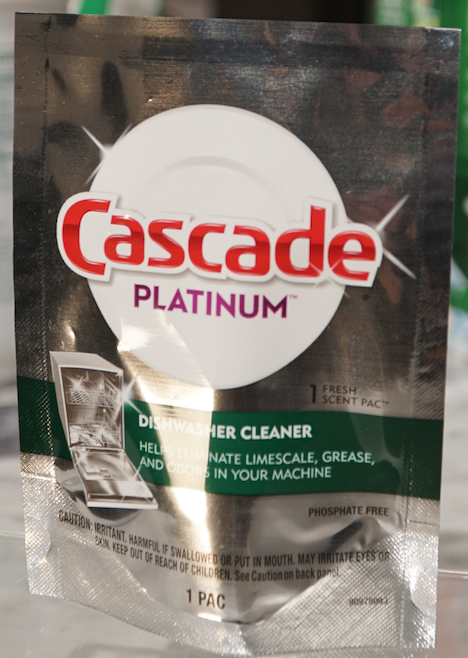 Cascade
PLATINUM™
1 FRESH
SCENT PAC™
DISHWASHER CLEANER
HELPS ELIMINATE LIMESCALE, GREASE,
AND ODORS IN YOUR MACHINE
PHOSPHATE FREE
CAUTION: IRRITANT. HARMFUL IF SWALLOWED OR PUT IN MOUTH. MAY IRRITATE EYES OR
SKIN. KEEP OUT OF REACH OF CHILDREN. See Caution on back panel.
1 PAC